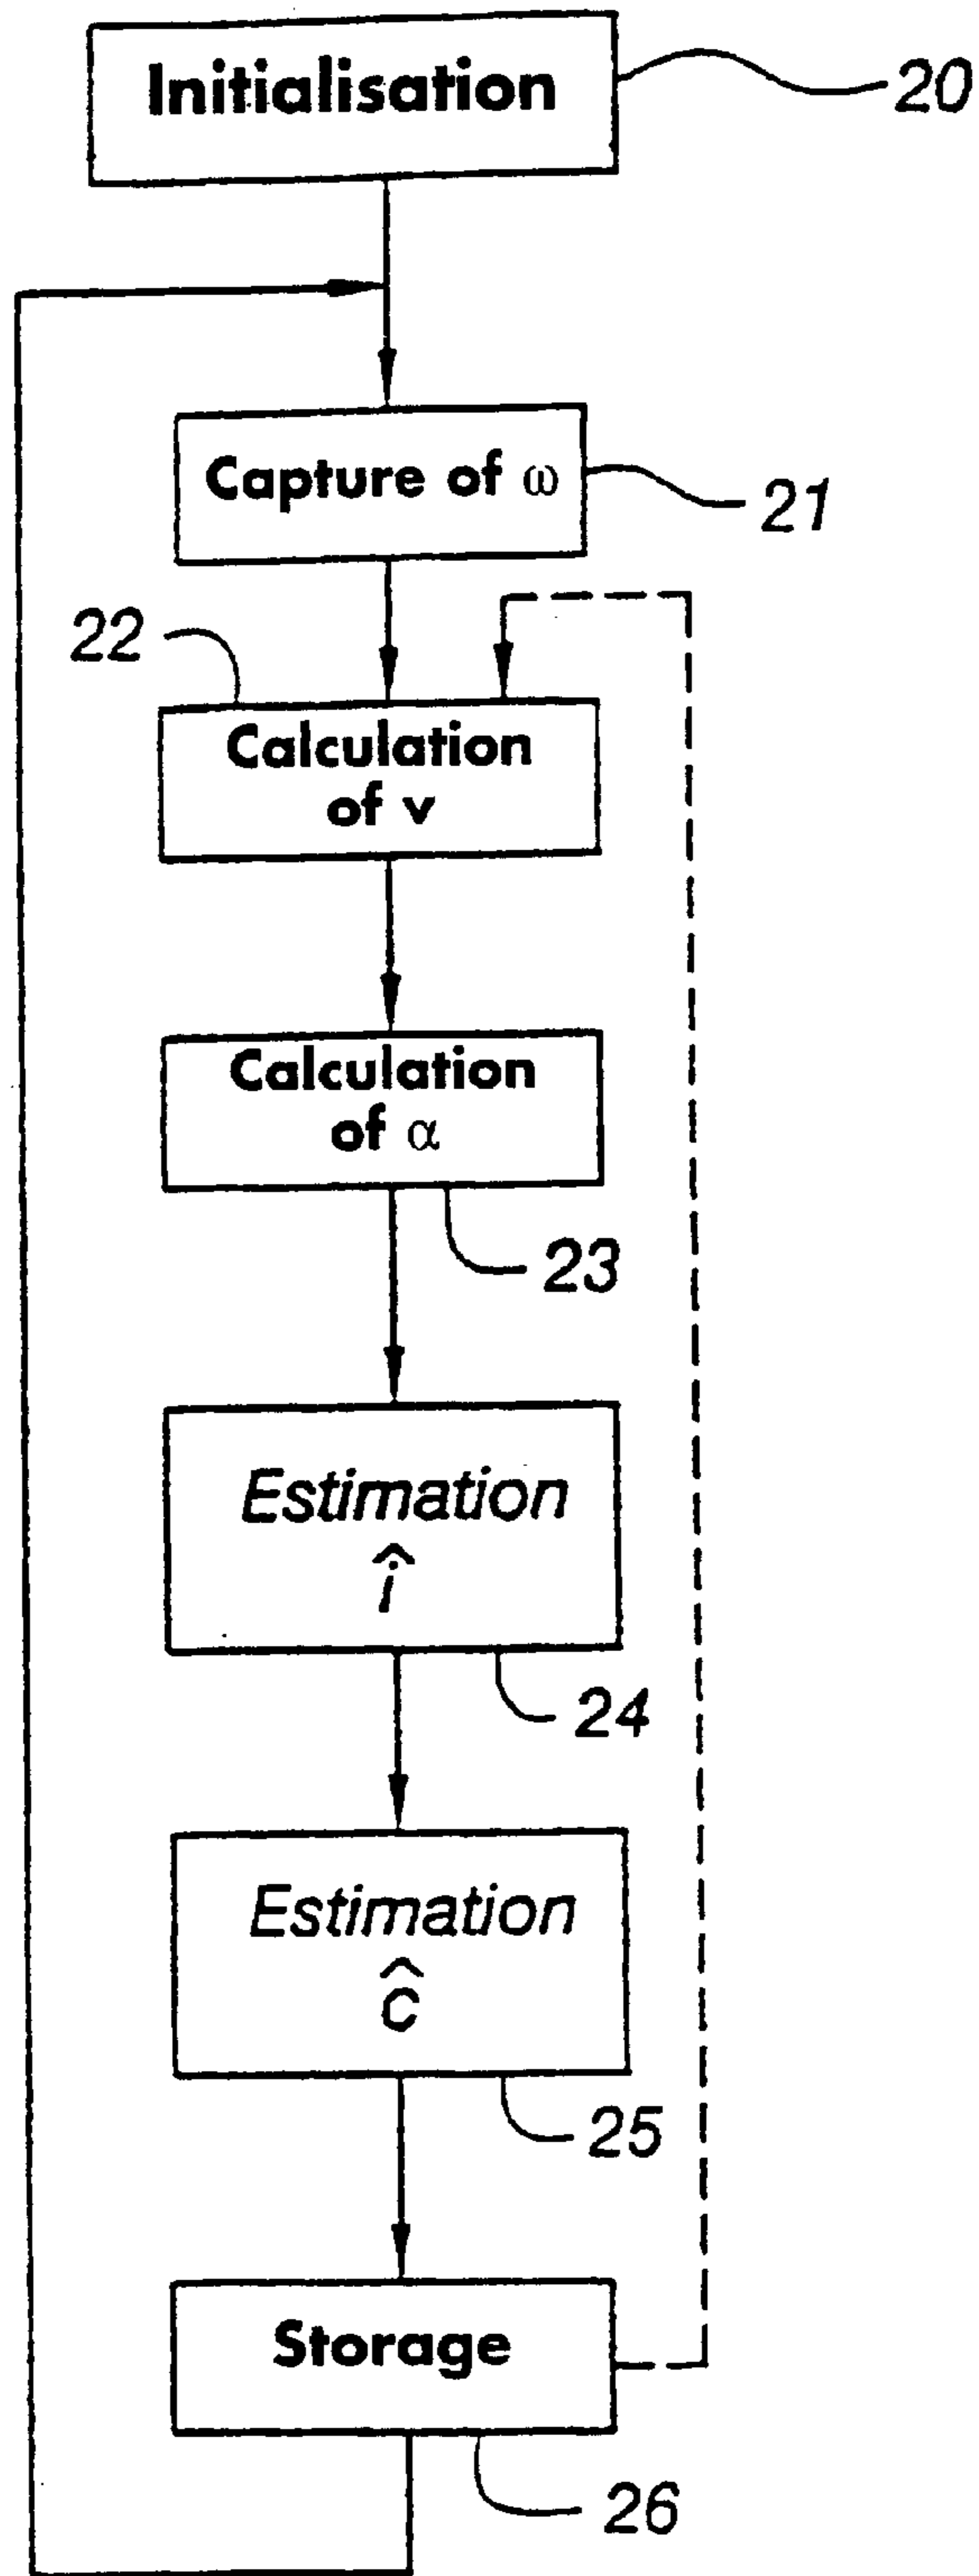 Initialisation
20
Capture of ω
21
22
Calculation
of v
Calculation
of α
23
Estimation
î
24
Estimation
ĉ
25
Storage
26